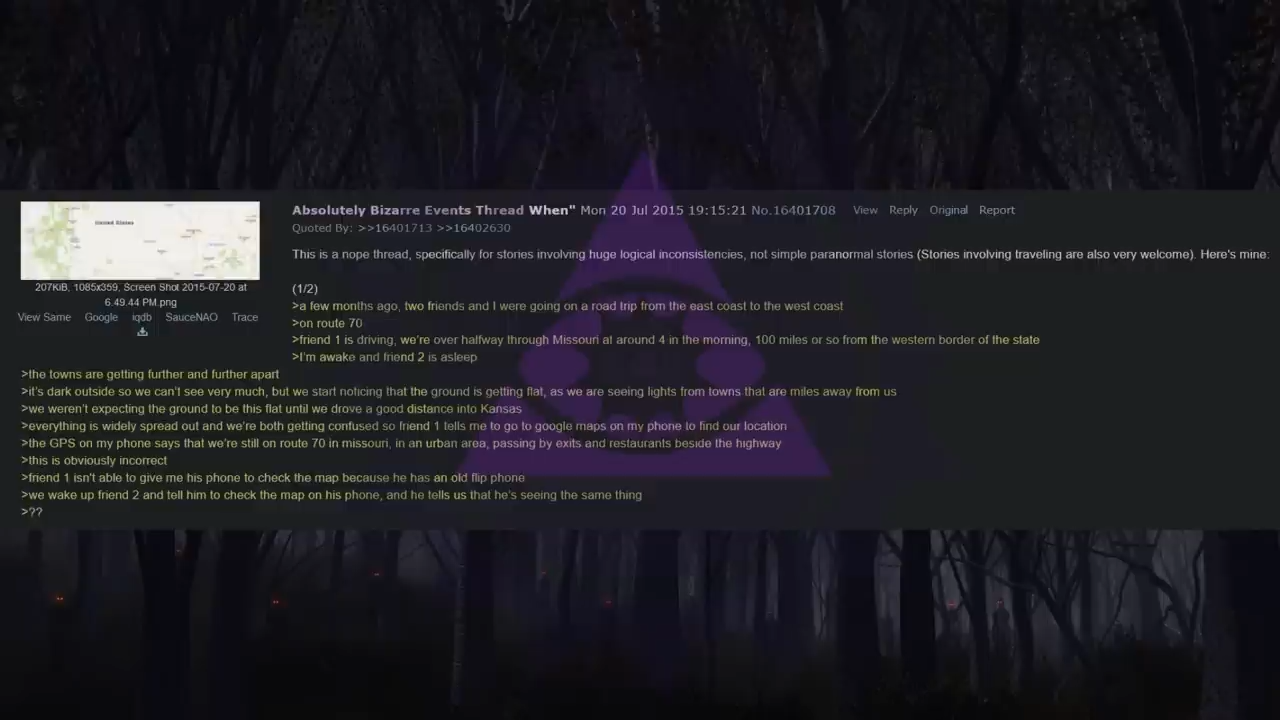 United States
Absolutely Bizarre Events Thread When" Mon 20 Jul 2015 19:15:21 No.16401708 View Reply Original Report
Quoted By: >>16401713 >>16402630
This is a nope thread, specifically for stories involving huge logical inconsistencies, not simple paranormal stories (Stories involving traveling are also very welcome). Here's mine:
207KiB, 1085x359, Screen Shot 2015-07-20 at
6.49.44 PM.png
View Same Google iqdb SauceNAO Trace
(1/2)
>a few months ago, two friends and I were going on a road trip from the east coast to the west coast
>on route 70
>friend 1 is driving, we're over halfway through Missouri at around 4 in the morning, 100 miles or so from the western border of the state
>I'm awake and friend 2 is asleep
>the towns are getting further and further apart
>it's dark outside so we can't see very much, but we start noticing that the ground is getting flat, as we are seeing lights from towns that are miles away from us
>we weren't expecting the ground to be this flat until we drove a good distance into Kansas
>everything is widely spread out and we're both getting confused so friend 1 tells me to go to google maps on my phone to find our location
>the GPS on my phone says that we're still on route 70 in missouri, in an urban area, passing by exits and restaurants beside the highway
>this is obviously incorrect
>friend 1 isn't able to give me his phone to check the map because he has an old flip phone
>we wake up friend 2 and tell him to check the map on his phone, and he tells us that he's seeing the same thing
>??